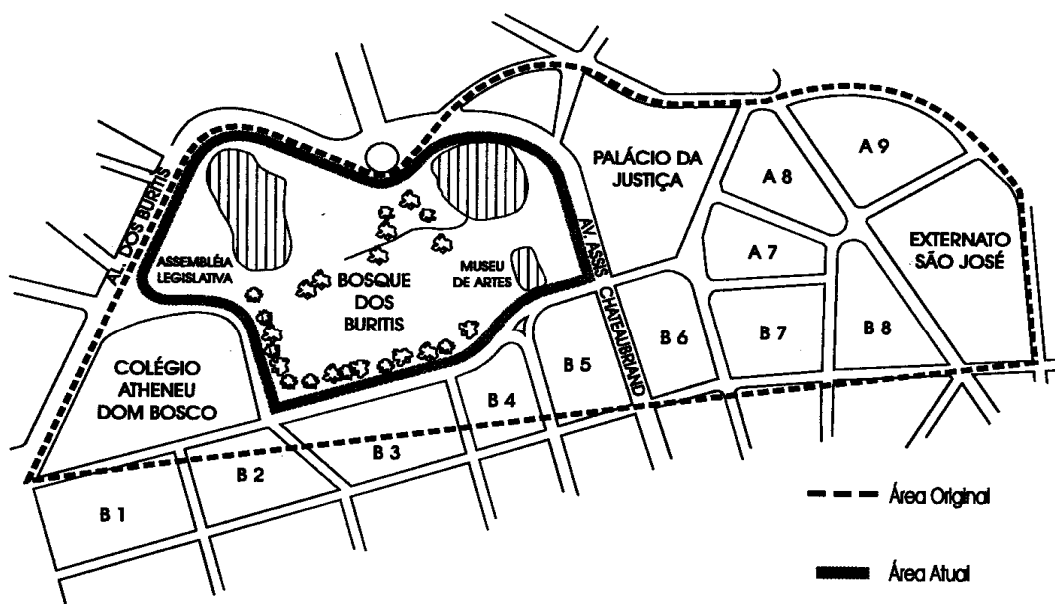 AL. DOS BURITIS
ASSEMBLÉIA
LEGISLATIVA
BOSQUE
DOS
BURITIS
MUSEU
DE ARTES
AV. ASSIS
CHATEAUBRIAND
PALÁCIO DA
JUSTIÇA
A 9
A 8
A 7
EXTERNATO
SÃO JOSÉ
COLÉGIO
ATHENEU
DOM BOSCO
B 1
B 2
B 3
B 4
B 5
B 6
B 7
B 8
Área Original
Área Atual